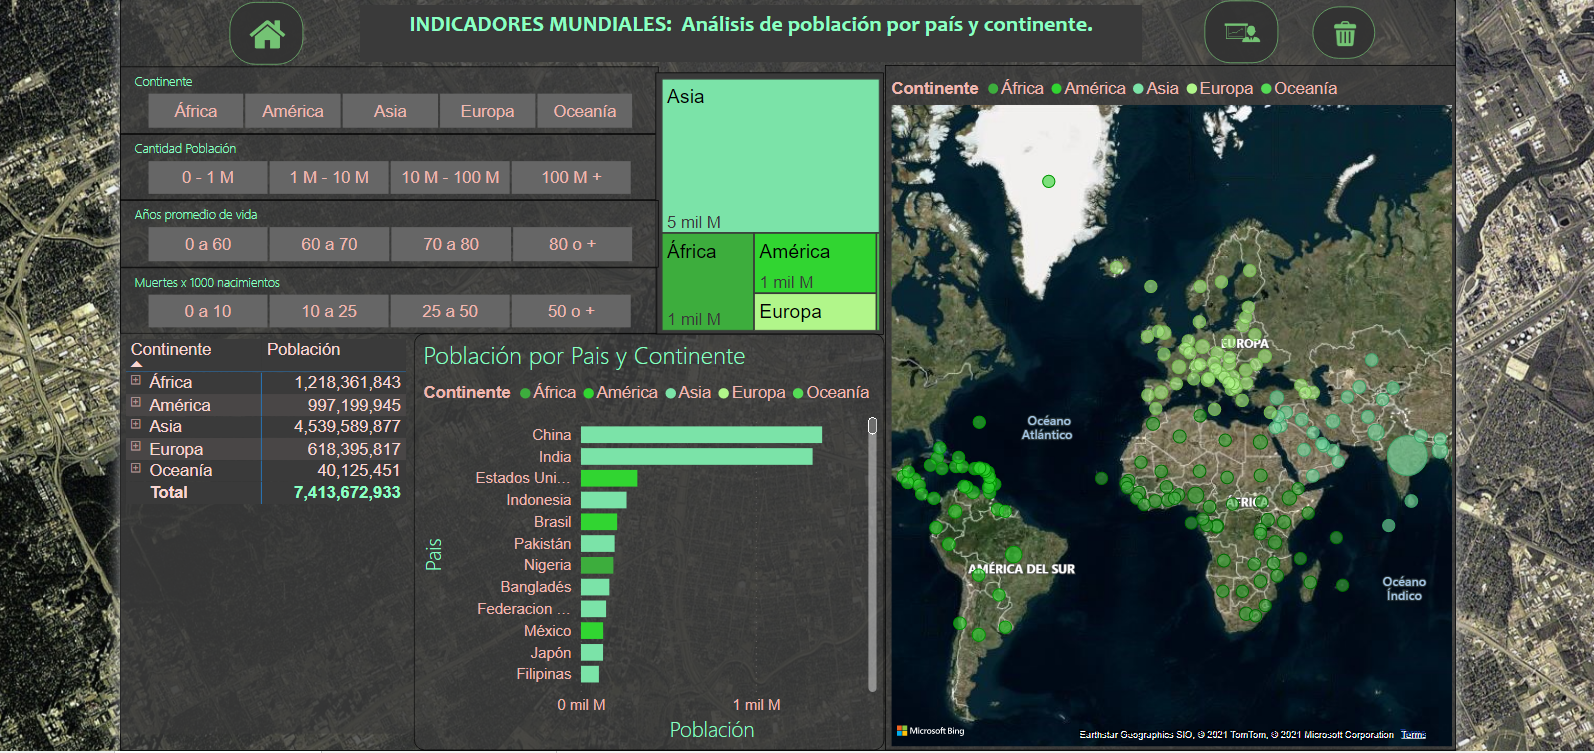 INDICADORES MUNDIALES: Análisis de población por país y continente.
Continente
África América Asia Europa Oceanía
Cantidad Población
0 - 1 M 1 M - 10 M 10 M - 100 M 100 M +
Años promedio de vida
0 a 60 60 a 70 70 a 80 80 o +
Muertes x 1000 nacimientos
0 a 10 10 a 25 25 a 50 50 o +
Asia
5 mil M
África
1 mil M
América
1 mil M
Europa
Continente Población
África 1,218,361,843
América 997,199,945
Asia 4,539,589,877
Europa 618,395,817
Oceanía 40,125,451
Total 7,413,672,933
Población por Pais y Continente
Continente África América Asia Europa Oceanía
Pais
China
India
Estados Uni...
Indonesia
Brasil
Pakistán
Nigeria
Bangladés
Federacion ...
México
Japón
Filipinas
0 mil M 1 mil M
Población
Continente África América Asia Europa Oceanía
EUROPA
Océano
Atlántico
ÁFRICA
AMÉRICA DEL SUR
Océano
Índico
Microsoft Bing
Earthstar Geographics SIO, © 2021 TomTom, © 2021 Microsoft Corporation Terms